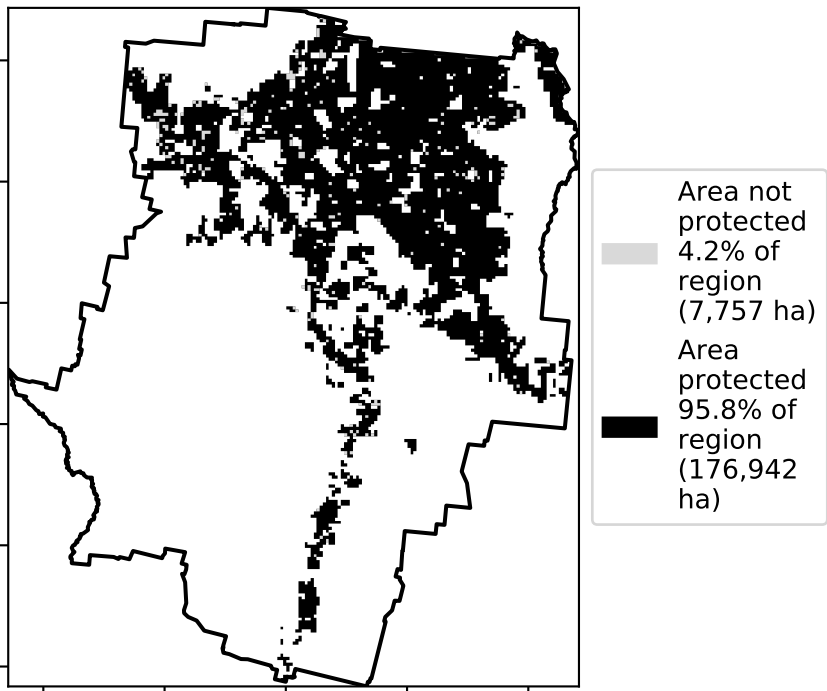 Area not
protected
4.2% of
region
(7,757 ha)
Area
protected
95.8% of
region
(176,942
ha)